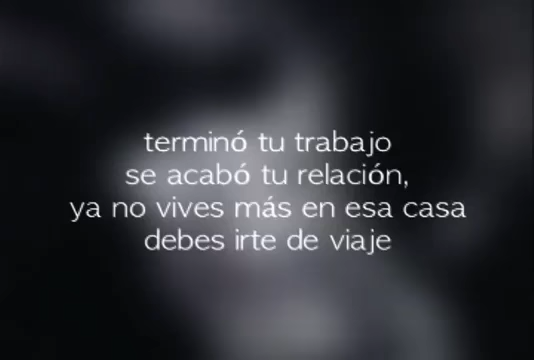 terminó tu trabajo
se acabó tu relación,
ya no vives más en esa casa
debes irte de viaje